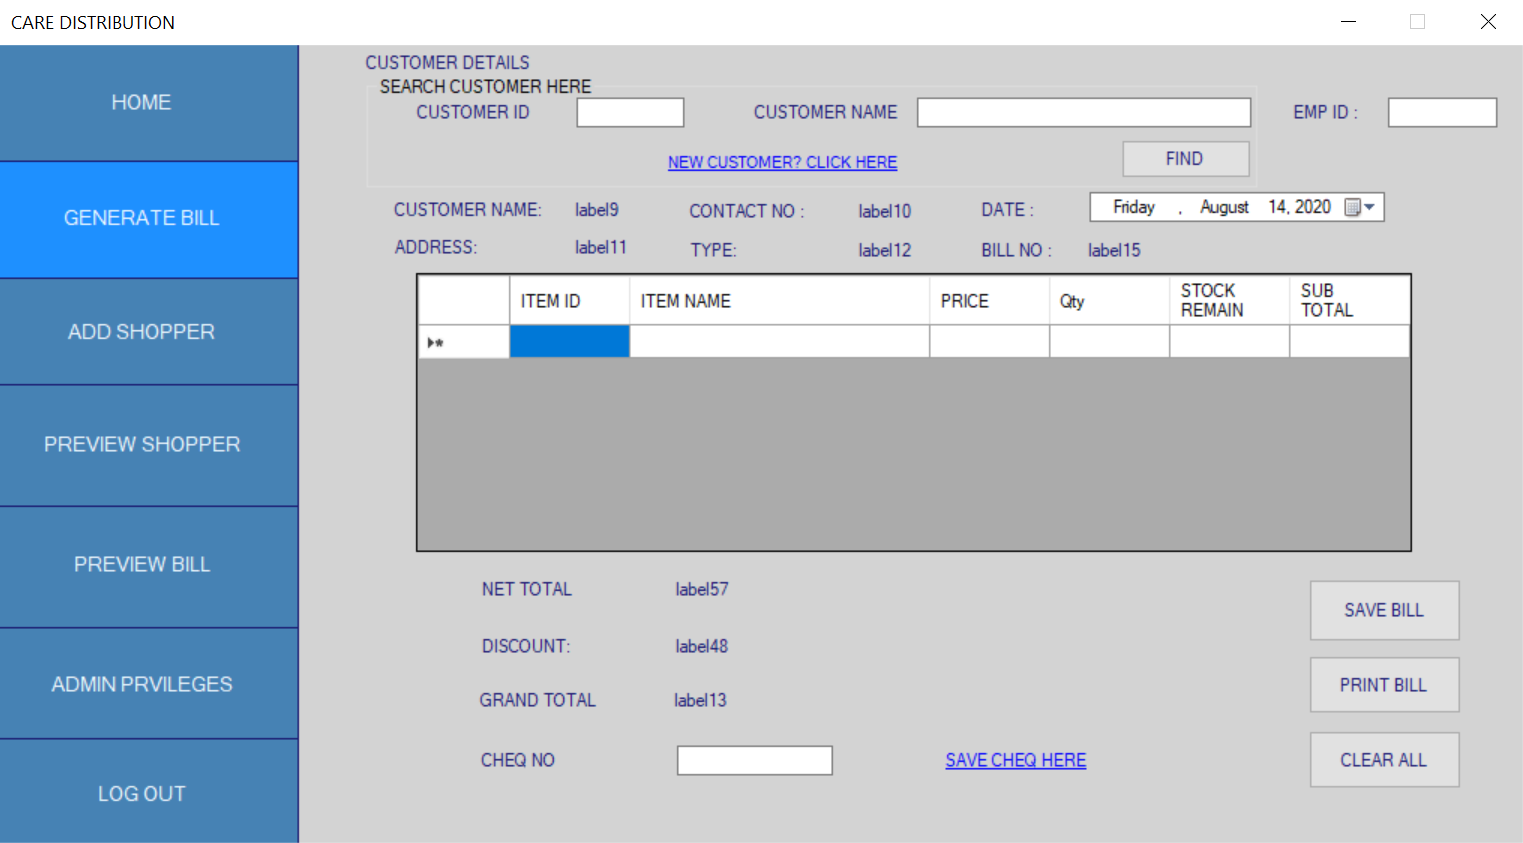 CARE DISTRIBUTION
HOME
GENERATE BILL
ADD SHOPPER
PREVIEW SHOPPER
PREVIEW BILL
ADMIN PRVILEGES
LOG OUT
CUSTOMER DETAILS
SEARCH CUSTOMER HERE
CUSTOMER ID
CUSTOMER NAME
EMP ID :
NEW CUSTOMER? CLICK HERE
FIND
CUSTOMER NAME: label9
CONTACT NO : label10
DATE : Friday , August 14, 2020
ADDRESS: label11
TYPE: label12
BILL NO : label15
ITEM ID
ITEM NAME
PRICE
Qty
STOCK
REMAIN
SUB
TOTAL
NET TOTAL label57
DISCOUNT: label48
GRAND TOTAL label13
CHEQ NO
SAVE CHEQ HERE
SAVE BILL
PRINT BILL
CLEAR ALL